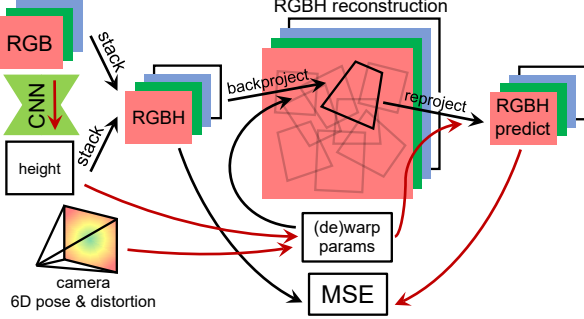 RGBH reconstruction
RGB
stack
CNN
stack
height
RGBH
backproject
reproject
RGBH
predict
(de)warp
params
camera
6D pose & distortion
MSE